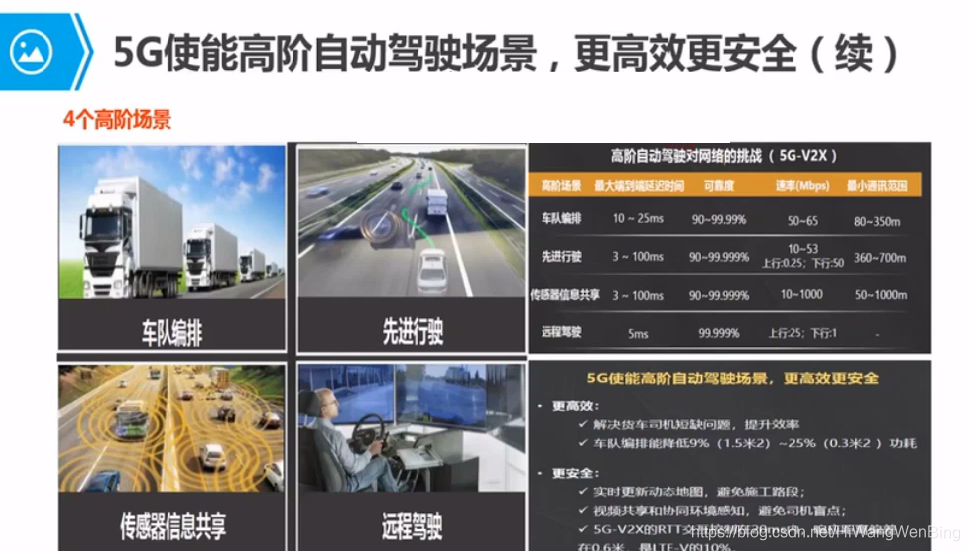 5G使能高阶自动驾驶场景，更高效更安全（续）
4个高阶场景
车队编排
先进行驶
传感器信息共享
远程驾驶
高阶自动驾驶对网络的挑战（5G-V2X）
高阶场景 最大端到端延迟时间 可靠度 速率(Mbps) 最小通讯范围
车队编排 10 ~ 25ms 90~99.99% 50~65 80~350m
先进行驶 3 ~ 100ms 90~99.999% 10~53 上行:0.25；下行:50 360~700m
传感器信息共享 3 ~ 100ms 90~99.999% 10~1000 50~1000m
远程驾驶 5ms 99.999% 上行:25；下行:1 -
5G使能高阶自动驾驶场景，更高效更安全
• 更高效：
✓ 解决货车司机短缺问题，提升效率
✓ 车队编排能降低9%（1.5米2）~25%（0.3米2 ）功耗
• 更安全：
✓ 实时更新动态地图，避免施工路段；
✓ 视频共享和协同环境感知，避免司机盲点；
✓ 5G-V2X的RTT
在0.6米，是LTE-V的10%。
https://blog.csdn.net/HiWangWenBing